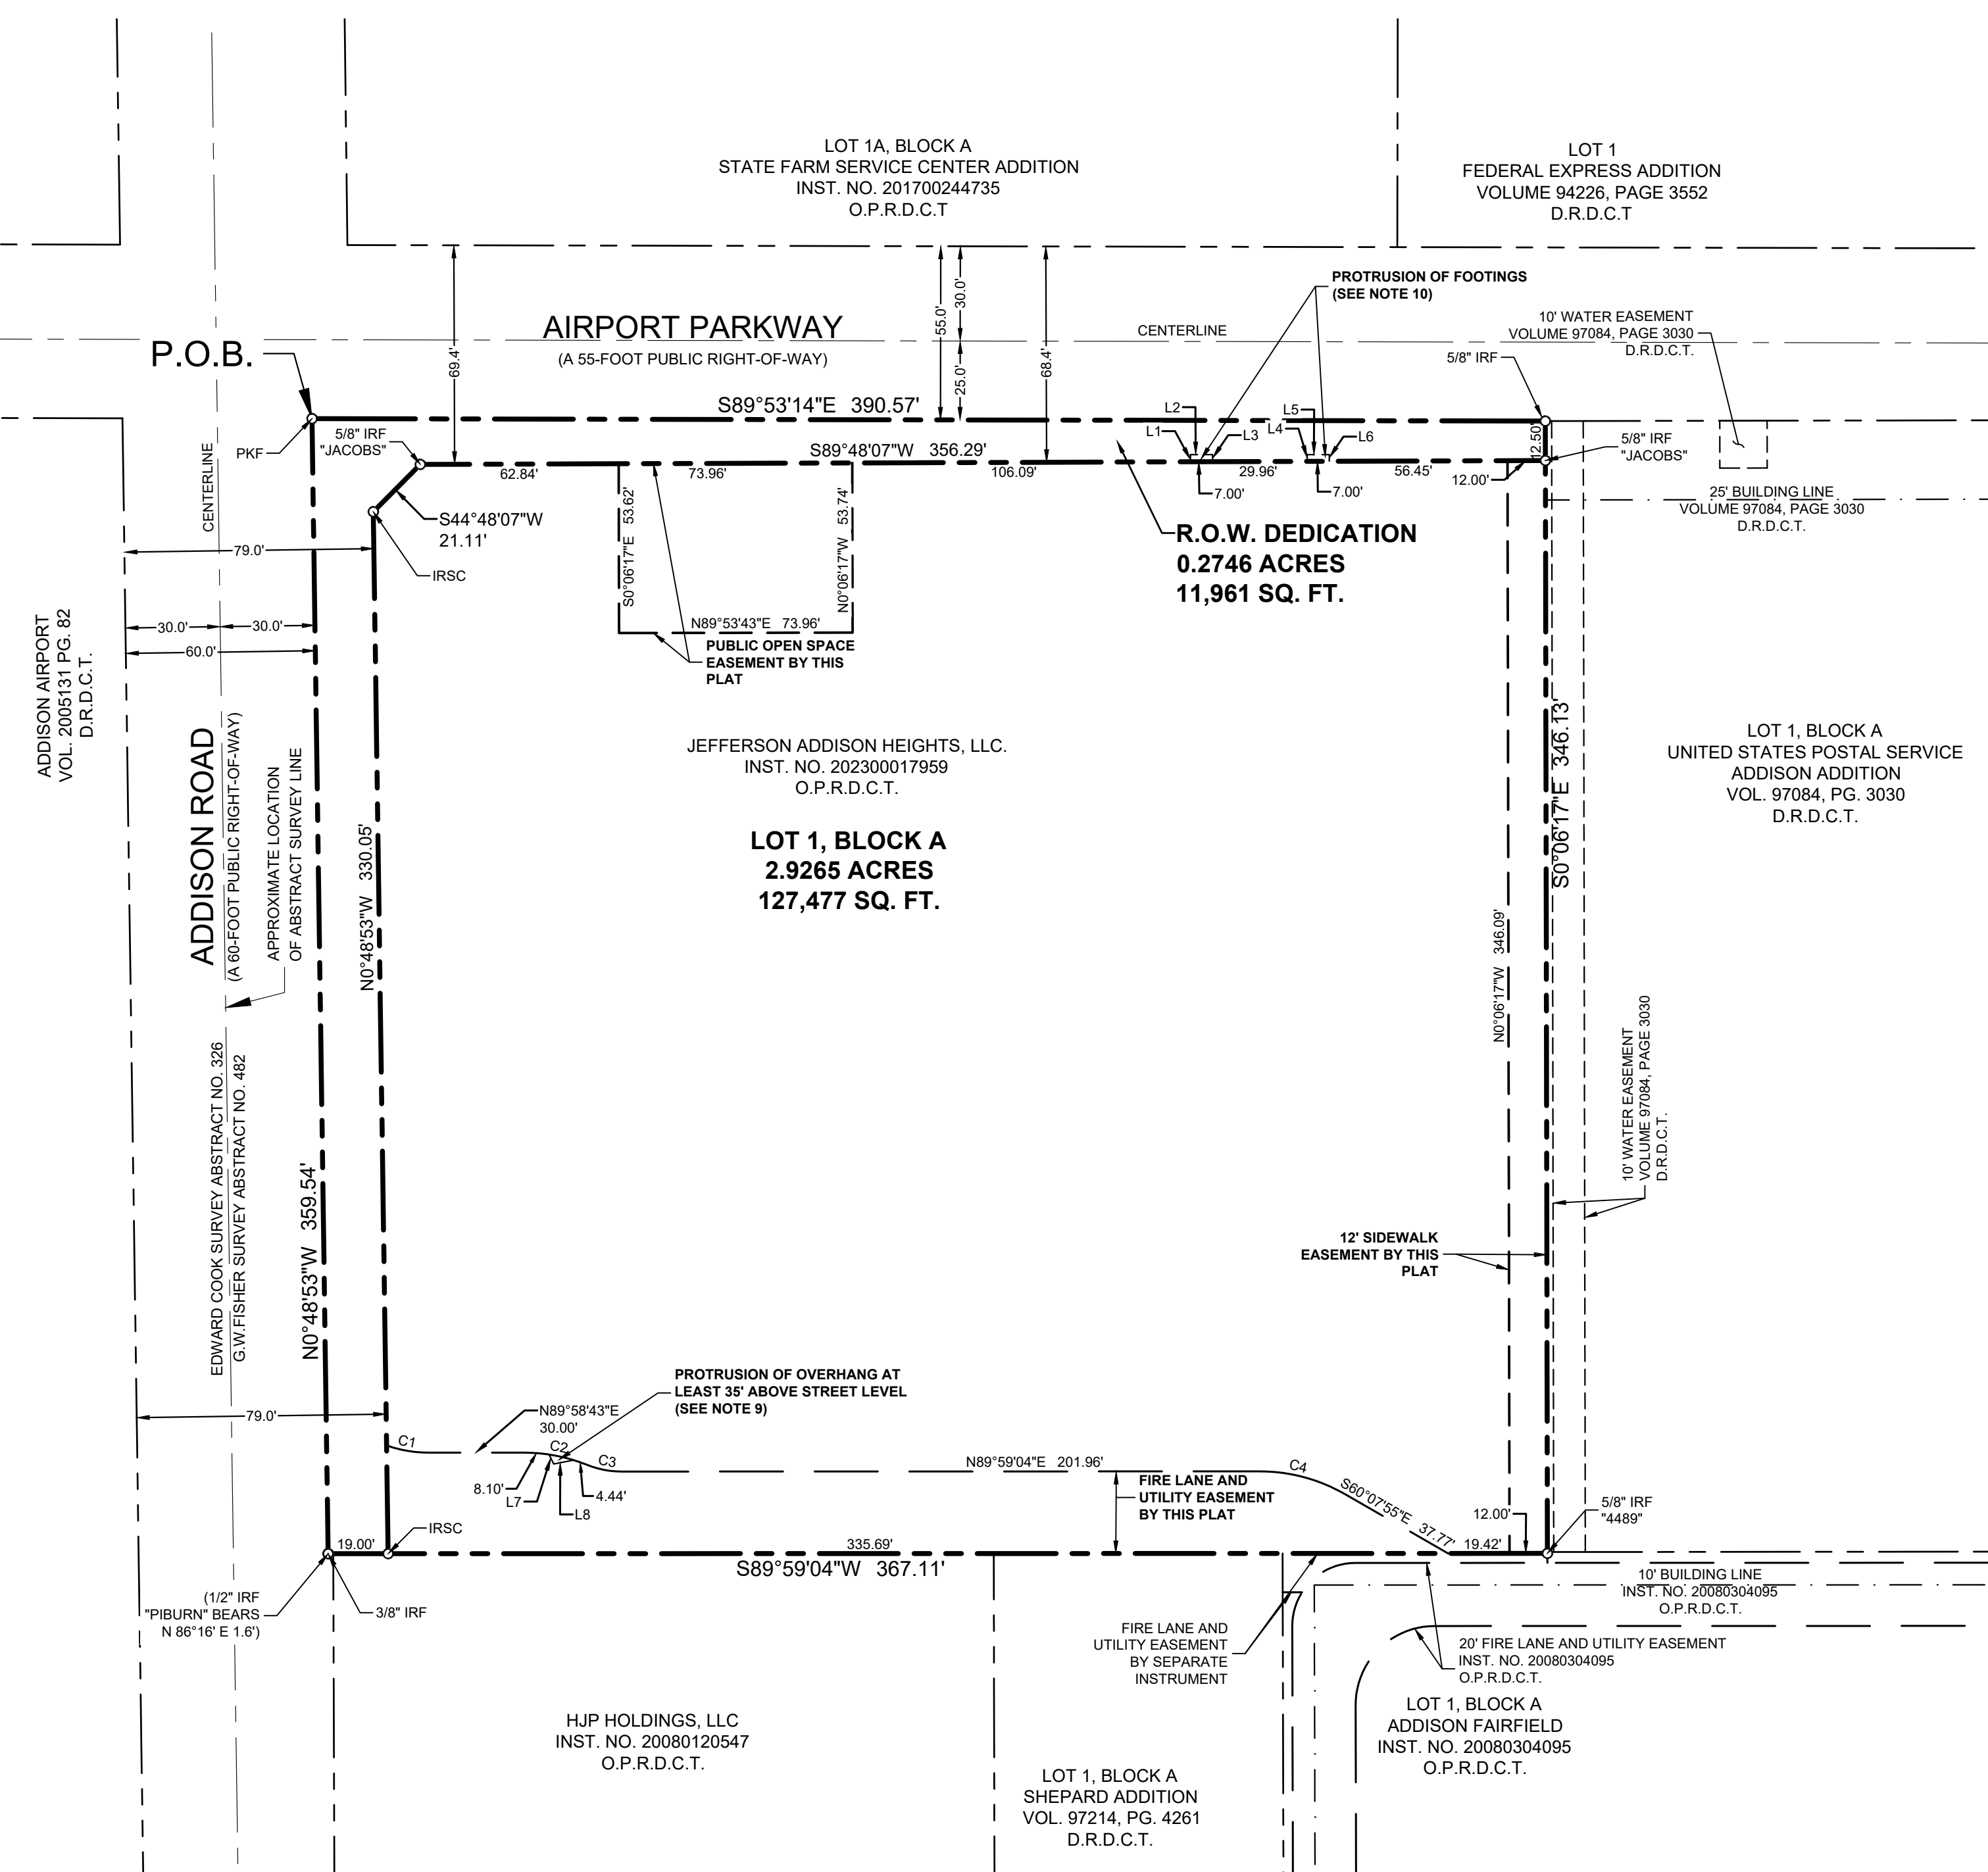 LOT 1A, BLOCK A
STATE FARM SERVICE CENTER ADDITION
INST. NO. 201700244735
O.P.R.D.C.T
LOT 1
FEDERAL EXPRESS ADDITION
VOLUME 94226, PAGE 3552
D.R.D.C.T
PROTRUSION OF FOOTINGS
(SEE NOTE 10)
10' WATER EASEMENT
VOLUME 97084, PAGE 3030
D.R.D.C.T.
AIRPORT PARKWAY
(A 55-FOOT PUBLIC RIGHT-OF-WAY)
CENTERLINE
69.4'
55.0'
30.0'
25.0'
68.4'
P.O.B.
5/8" IRF
S89°53'14"E 390.57'
L2
L5
L1
L3
L4
L6
12.50'
5/8" IRF
"JACOBS"
PKF
5/8" IRF
"JACOBS"
S89°48'07"W 356.29'
62.84'
73.96'
106.09'
29.96'
56.45'
12.00'
7.00'
7.00'
25' BUILDING LINE
VOLUME 97084, PAGE 3030
D.R.D.C.T.
CENTERLINE
S44°48'07"W
21.11'
S0°06'17"E 53.62'
N0°06'17"W 53.74'
R.O.W. DEDICATION
0.2746 ACRES
11,961 SQ. FT.
79.0'
IRSC
30.0'
30.0'
60.0'
N89°53'43"E 73.96'
PUBLIC OPEN SPACE
EASEMENT BY THIS
PLAT
ADDISON AIRPORT
VOL. 2005131 PG. 82
D.R.D.C.T.
ADDISON ROAD
(A 60-FOOT PUBLIC RIGHT-OF-WAY)
APPROXIMATE LOCATION
OF ABSTRACT SURVEY LINE
JEFFERSON ADDISON HEIGHTS, LLC.
INST. NO. 202300017959
O.P.R.D.C.T.
LOT 1, BLOCK A
2.9265 ACRES
127,477 SQ. FT.
N0°48'53"W 330.05'
S0°06'17"E 346.13'
N0°06'17"W 346.09'
LOT 1, BLOCK A
UNITED STATES POSTAL SERVICE
ADDISON ADDITION
VOL. 97084, PG. 3030
D.R.D.C.T.
10' WATER EASEMENT
VOLUME 97084, PAGE 3030
D.R.D.C.T.
EDWARD COOK SURVEY ABSTRACT NO. 326
G.W.FISHER SURVEY ABSTRACT NO. 482
N0°48'53"W 359.54'
12' SIDEWALK
EASEMENT BY THIS
PLAT
PROTRUSION OF OVERHANG AT
LEAST 35' ABOVE STREET LEVEL
(SEE NOTE 9)
79.0'
N89°58'43"E
30.00'
C1
C2
C3
8.10'
L7
4.44'
L8
N89°59'04"E 201.96'
C4
FIRE LANE AND
UTILITY EASEMENT
BY THIS PLAT
S60°07'55"E 37.77'
12.00'
5/8" IRF
"4489"
IRSC
19.00'
335.69'
19.42'
S89°59'04"W 367.11'
(1/2" IRF
"PIBURN" BEARS
N 86°16' E 1.6')
3/8" IRF
10' BUILDING LINE
INST. NO. 20080304095
O.P.R.D.C.T.
FIRE LANE AND
UTILITY EASEMENT
BY SEPARATE
INSTRUMENT
20' FIRE LANE AND UTILITY EASEMENT
INST. NO. 20080304095
O.P.R.D.C.T.
LOT 1, BLOCK A
ADDISON FAIRFIELD
INST. NO. 20080304095
O.P.R.D.C.T.
HJP HOLDINGS, LLC
INST. NO. 20080120547
O.P.R.D.C.T.
LOT 1, BLOCK A
SHEPARD ADDITION
VOL. 97214, PG. 4261
D.R.D.C.T.